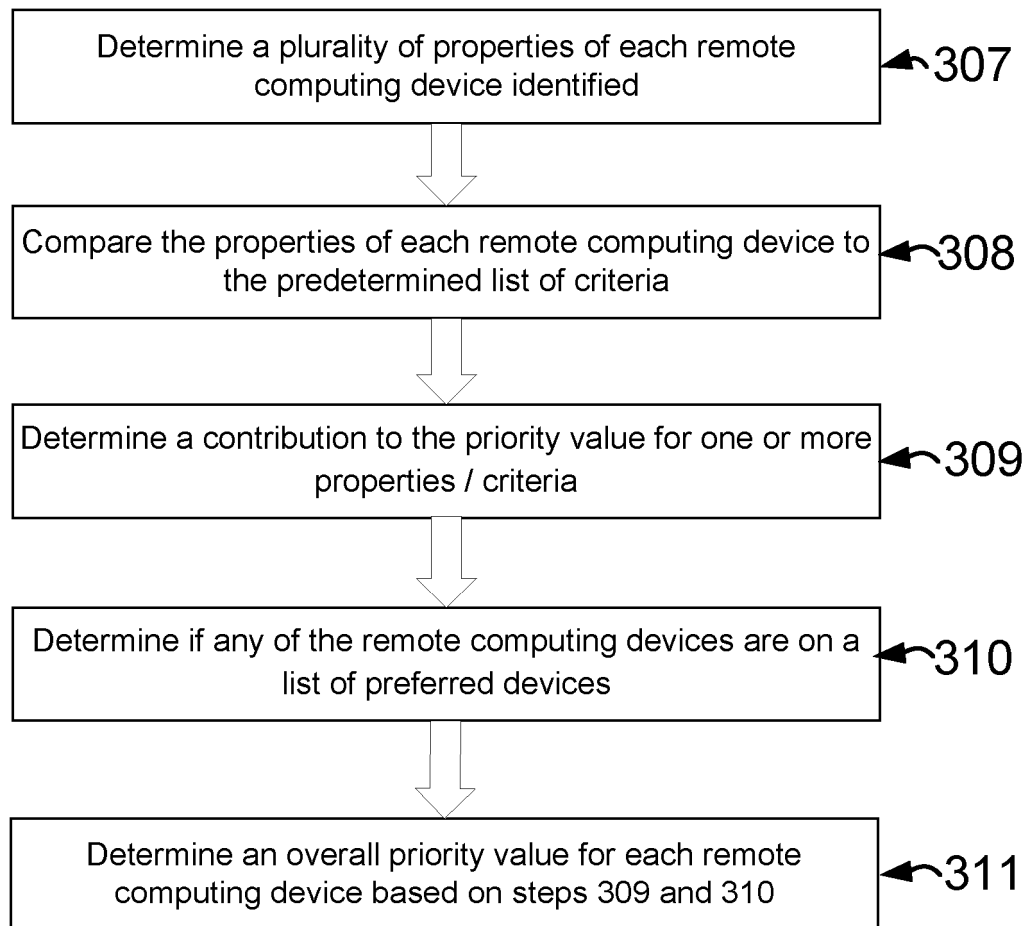 Determine a plurality of properties of each remote
computing device identified
307
Compare the properties of each remote computing device to
the predetermined list of criteria
308
Determine a contribution to the priority value for one or more
properties / criteria
309
Determine if any of the remote computing devices are on a
list of preferred devices
310
Determine an overall priority value for each remote
computing device based on steps 309 and 310
311